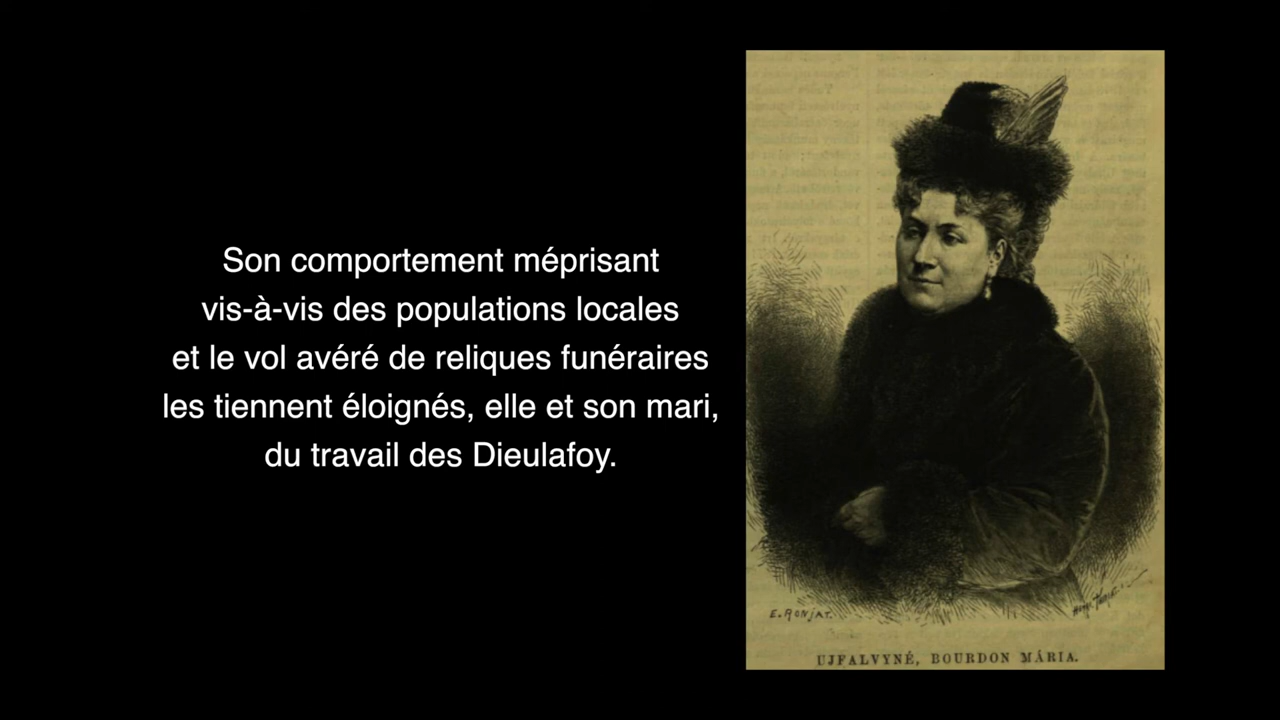 Son comportement méprisant
vis-à-vis des populations locales
et le vol avéré de reliques funéraires
les tiennent éloignés, elle et son mari,
du travail des Dieulafoy.
E. RONJAT.
UJFALVYNÉ, BOURDON MÁRIA.